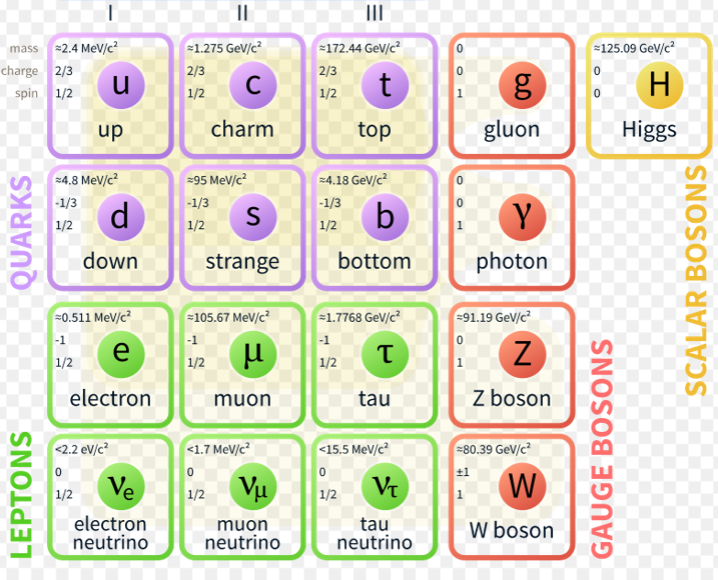 I II III
mass
charge
spin
≈2.4 MeV/c²
2/3
1/2
u
up
≈1.275 GeV/c²
2/3
1/2
c
charm
≈172.44 GeV/c²
2/3
1/2
t
top
0
0
1
g
gluon
≈125.09 GeV/c²
0
0
H
Higgs
QUARKS
≈4.8 MeV/c²
-1/3
1/2
d
down
≈95 MeV/c²
-1/3
1/2
s
strange
≈4.18 GeV/c²
-1/3
1/2
b
bottom
0
0
1
γ
photon
SCALAR BOSONS
≈0.511 MeV/c²
-1
1/2
e
electron
≈105.67 MeV/c²
-1
1/2
μ
muon
≈1.7768 GeV/c²
-1
1/2
τ
tau
≈91.19 GeV/c²
0
1
Z
Z boson
GAUGE BOSONS
LEPTONS
<2.2 eV/c²
0
1/2
νe
electron
neutrino
<1.7 MeV/c²
0
1/2
νμ
muon
neutrino
<15.5 MeV/c²
0
1/2
ντ
tau
neutrino
≈80.39 GeV/c²
±1
1
W
W boson